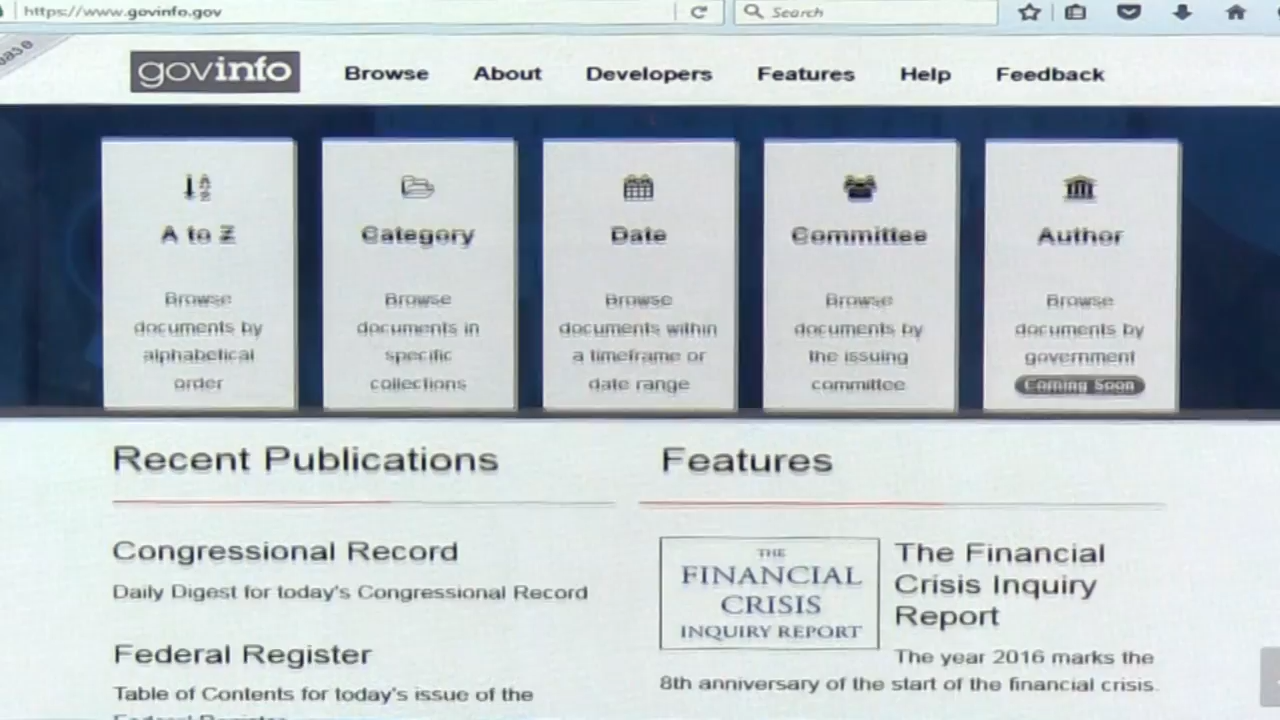 https://www.govinfo.gov
Search
govinfo
Browse
About
Developers
Features
Help
Feedback
A to Z
Browse
documents by
alphabetical
order
Category
Browse
documents in
specific
collections
Date
Browse
documents within
a timeframe or
date range
Committee
Browse
documents by
the issuing
committee
Author
Browse
documents by
government
Coming Soon
Recent Publications
Congressional Record
Daily Digest for today's Congressional Record
Federal Register
Table of Contents for today's issue of the
Federal Register
Features
THE
FINANCIAL
CRISIS
INQUIRY REPORT
The Financial
Crisis Inquiry
Report
The year 2016 marks the
8th anniversary of the start of the financial crisis.